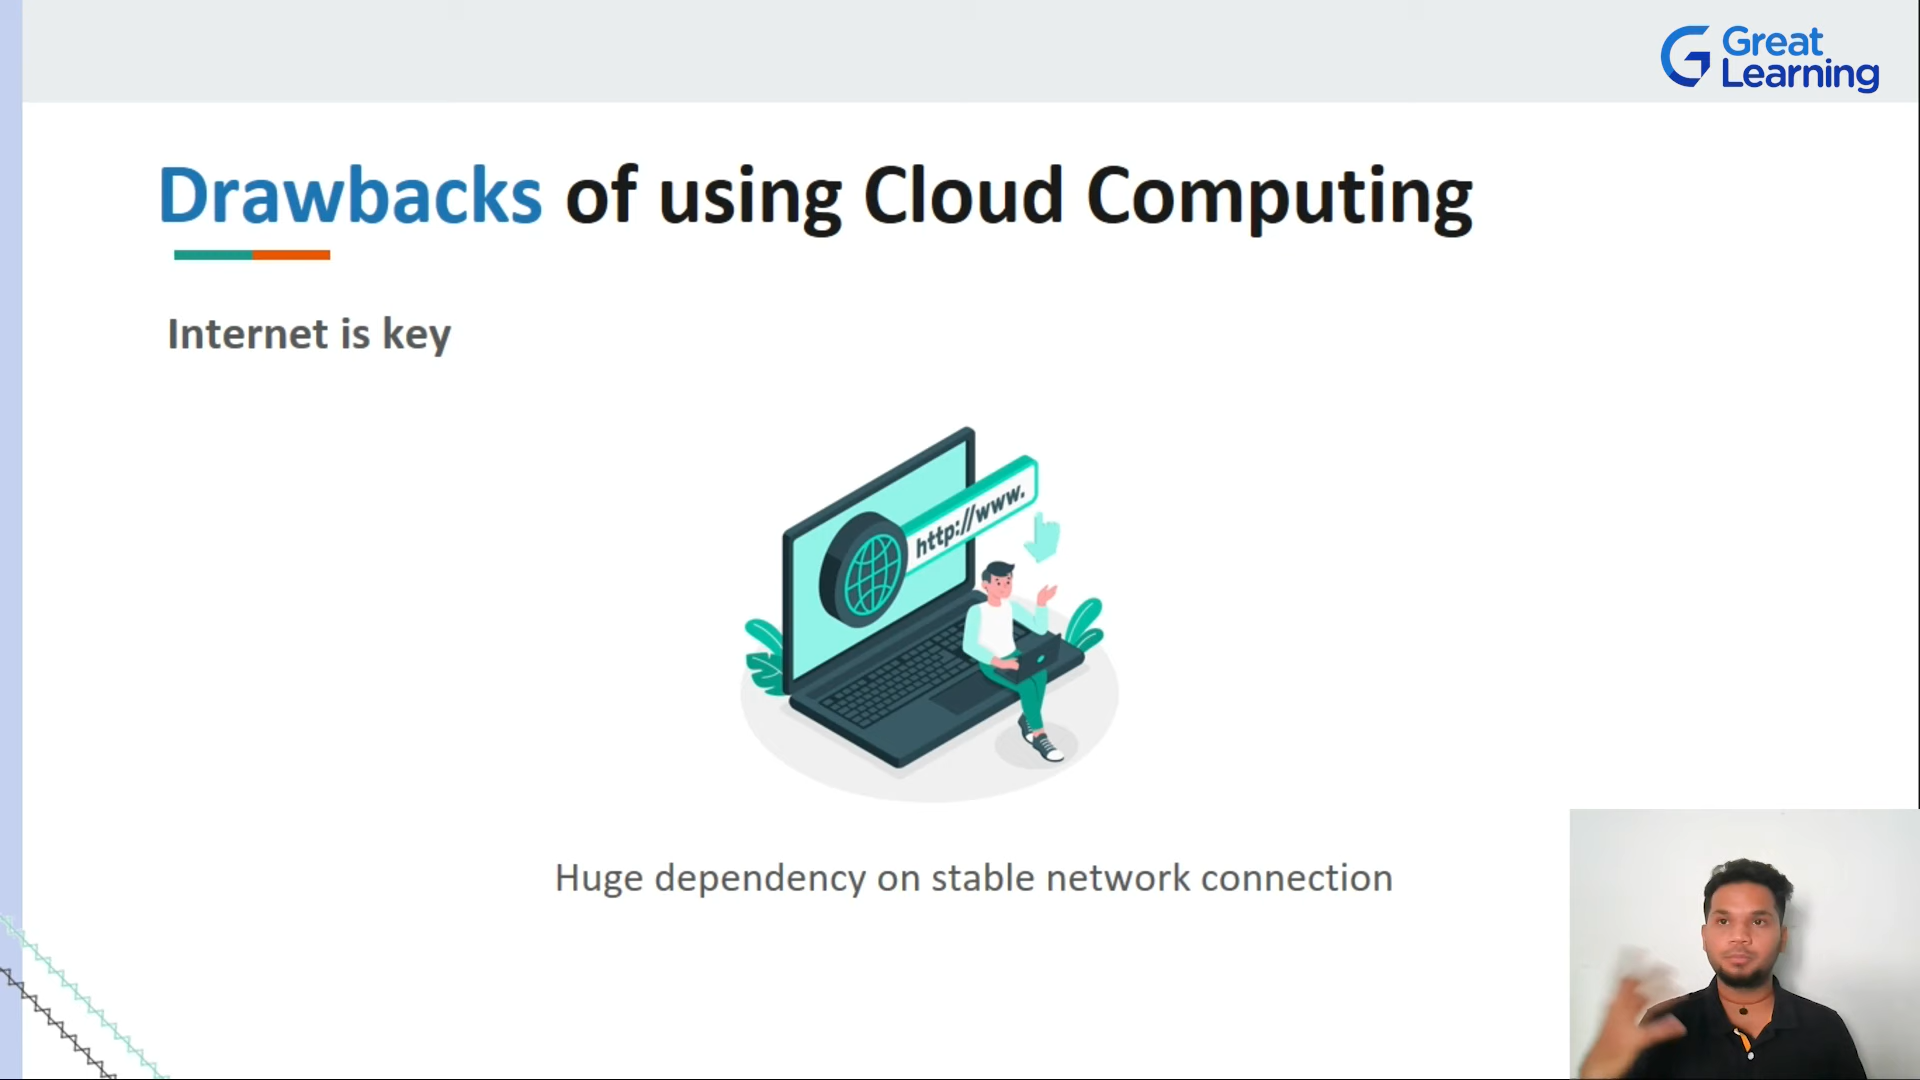 Great
Learning
Drawbacks of using Cloud Computing
Internet is key
http://www.
Huge dependency on stable network connection